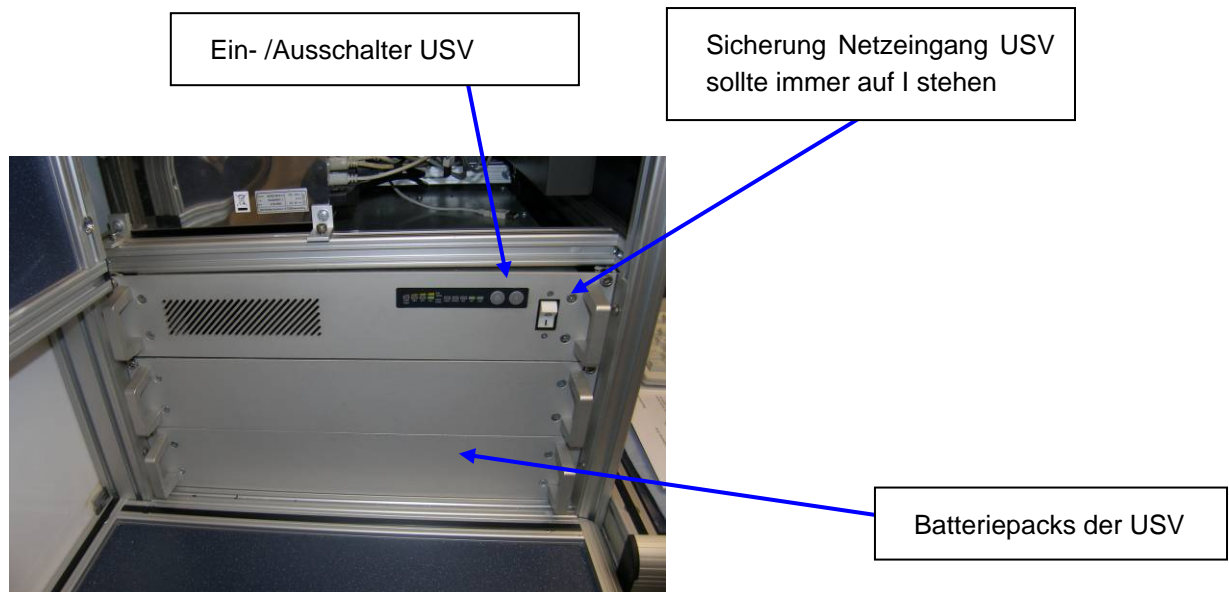 Ein- /Ausschalter USV
Sicherung Netzeingang USV
sollte immer auf I stehen
Batteriepacks der USV